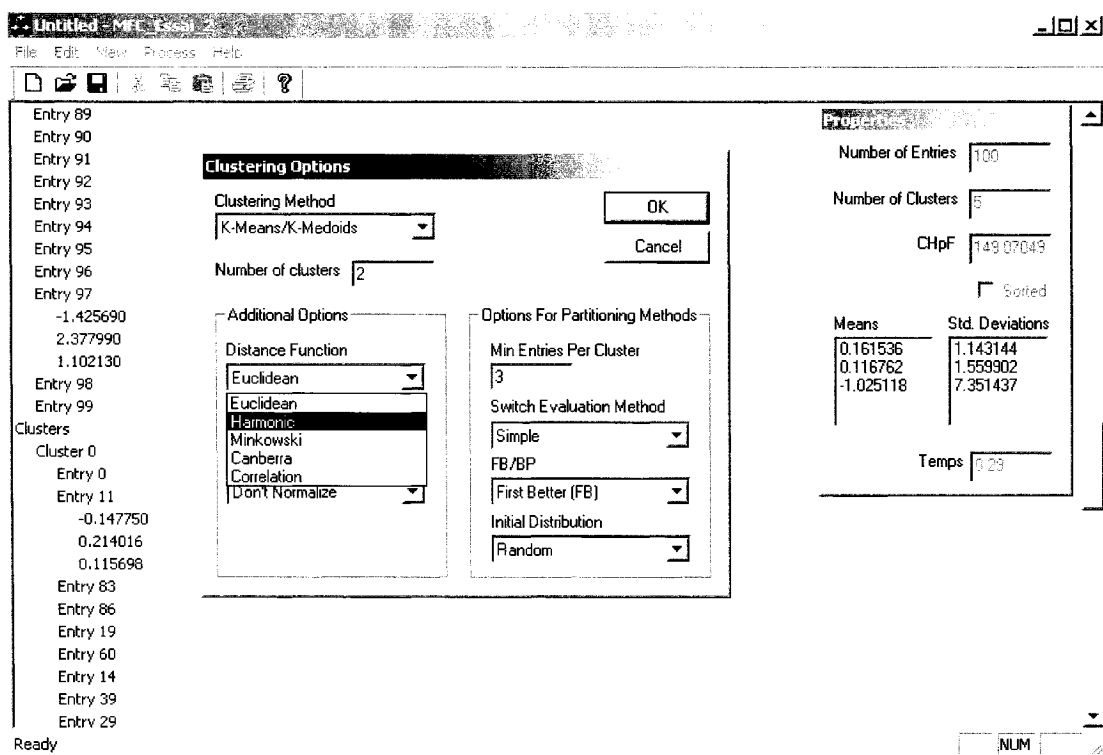 Untitled - MFC_Essai_2
File Edit View Process Help
Entry 89
Entry 90
Entry 91
Entry 92
Entry 93
Entry 94
Entry 95
Entry 96
Entry 97
-1.425690
2.377990
1.102130
Entry 98
Entry 99
Clusters
Cluster 0
Entry 0
Entry 11
-0.147750
0.214016
0.115698
Entry 83
Entry 86
Entry 19
Entry 60
Entry 14
Entry 39
Entry 29
Clustering Options
Clustering Method
K-Means/K-Medoids
OK
Cancel
Number of clusters 2
Additional Options
Distance Function
Euclidean
Euclidean
Harmonic
Minkowski
Canberra
Correlation
Don't Normalize
Options For Partitioning Methods
Min Entries Per Cluster
3
Switch Evaluation Method
Simple
FB/BP
First Better (FB)
Initial Distribution
Random
Properties
Number of Entries 100
Number of Clusters 5
CHpF 149.07049
Sorted
Means Std. Deviations
0.161536 1.143144
0.116762 1.559902
-1.025118 7.351437
Temps 0.29
Ready NUM